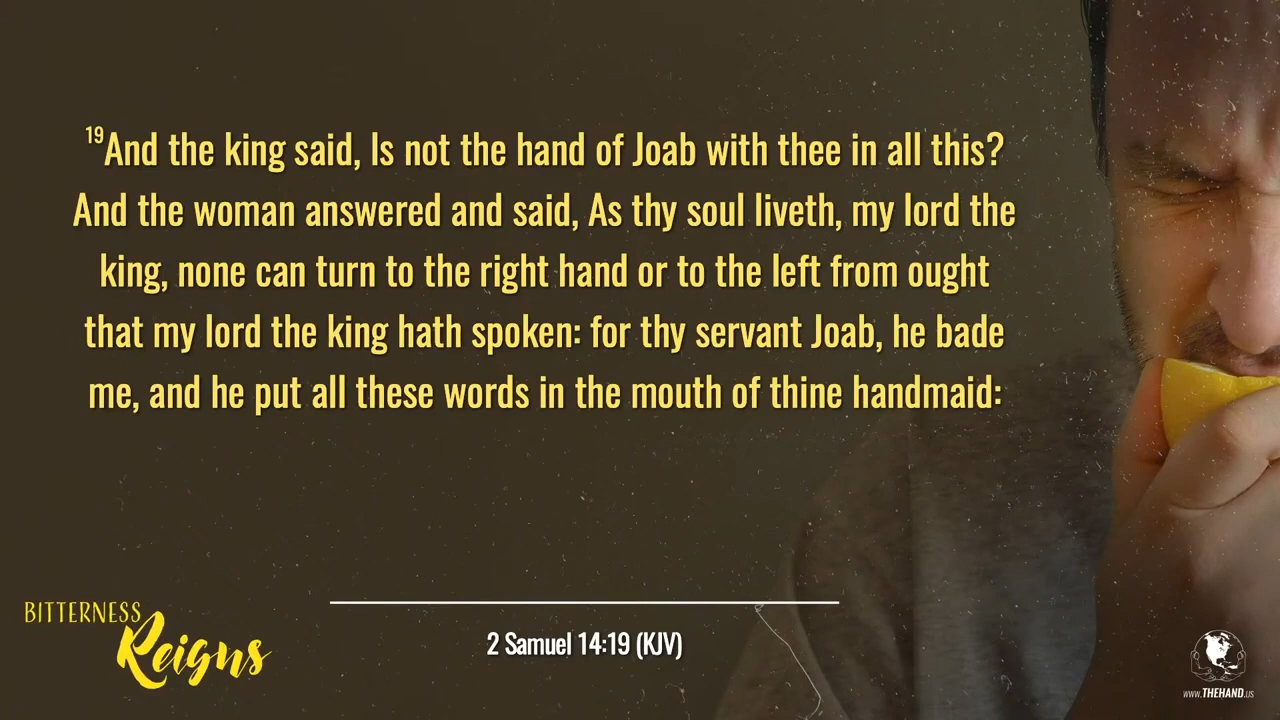 19And the king said, Is not the hand of Joab with thee in all this?
And the woman answered and said, As thy soul liveth, my lord the
king, none can turn to the right hand or to the left from ought
that my lord the king hath spoken: for thy servant Joab, he bade
me, and he put all these words in the mouth of thine handmaid:
BITTERNESS
Reigns
2 Samuel 14:19 (KJV)
www.THEHAND.us